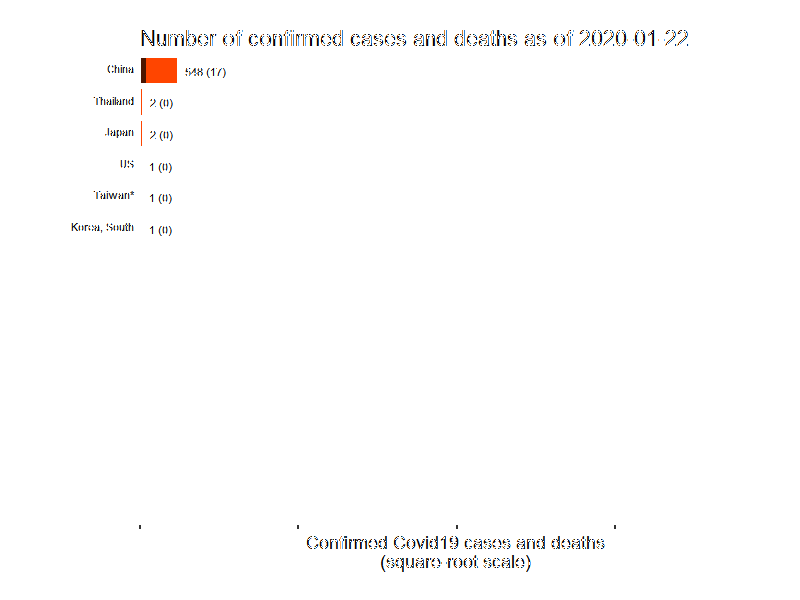 Number of confirmed cases and deaths as of 2020-01-22
China 548 (17)
Thailand 2 (0)
Japan 2 (0)
US 1 (0)
Taiwan* 1 (0)
Korea, South 1 (0)
Confirmed Covid19 cases and deaths
(square-root scale)